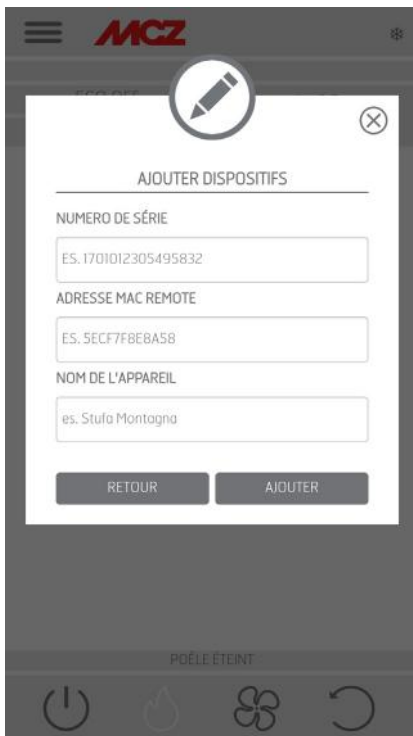 MCZ
AJOUTER DISPOSITIFS
NUMERO DE SÉRIE
ES. 1701012305495832
ADRESSE MAC REMOTE
ES. 5ECF7F8E8A58
NOM DE L'APPAREIL
es. Stufa Montagna
RETOUR AJOUTER
POÊLE ÉTEINT